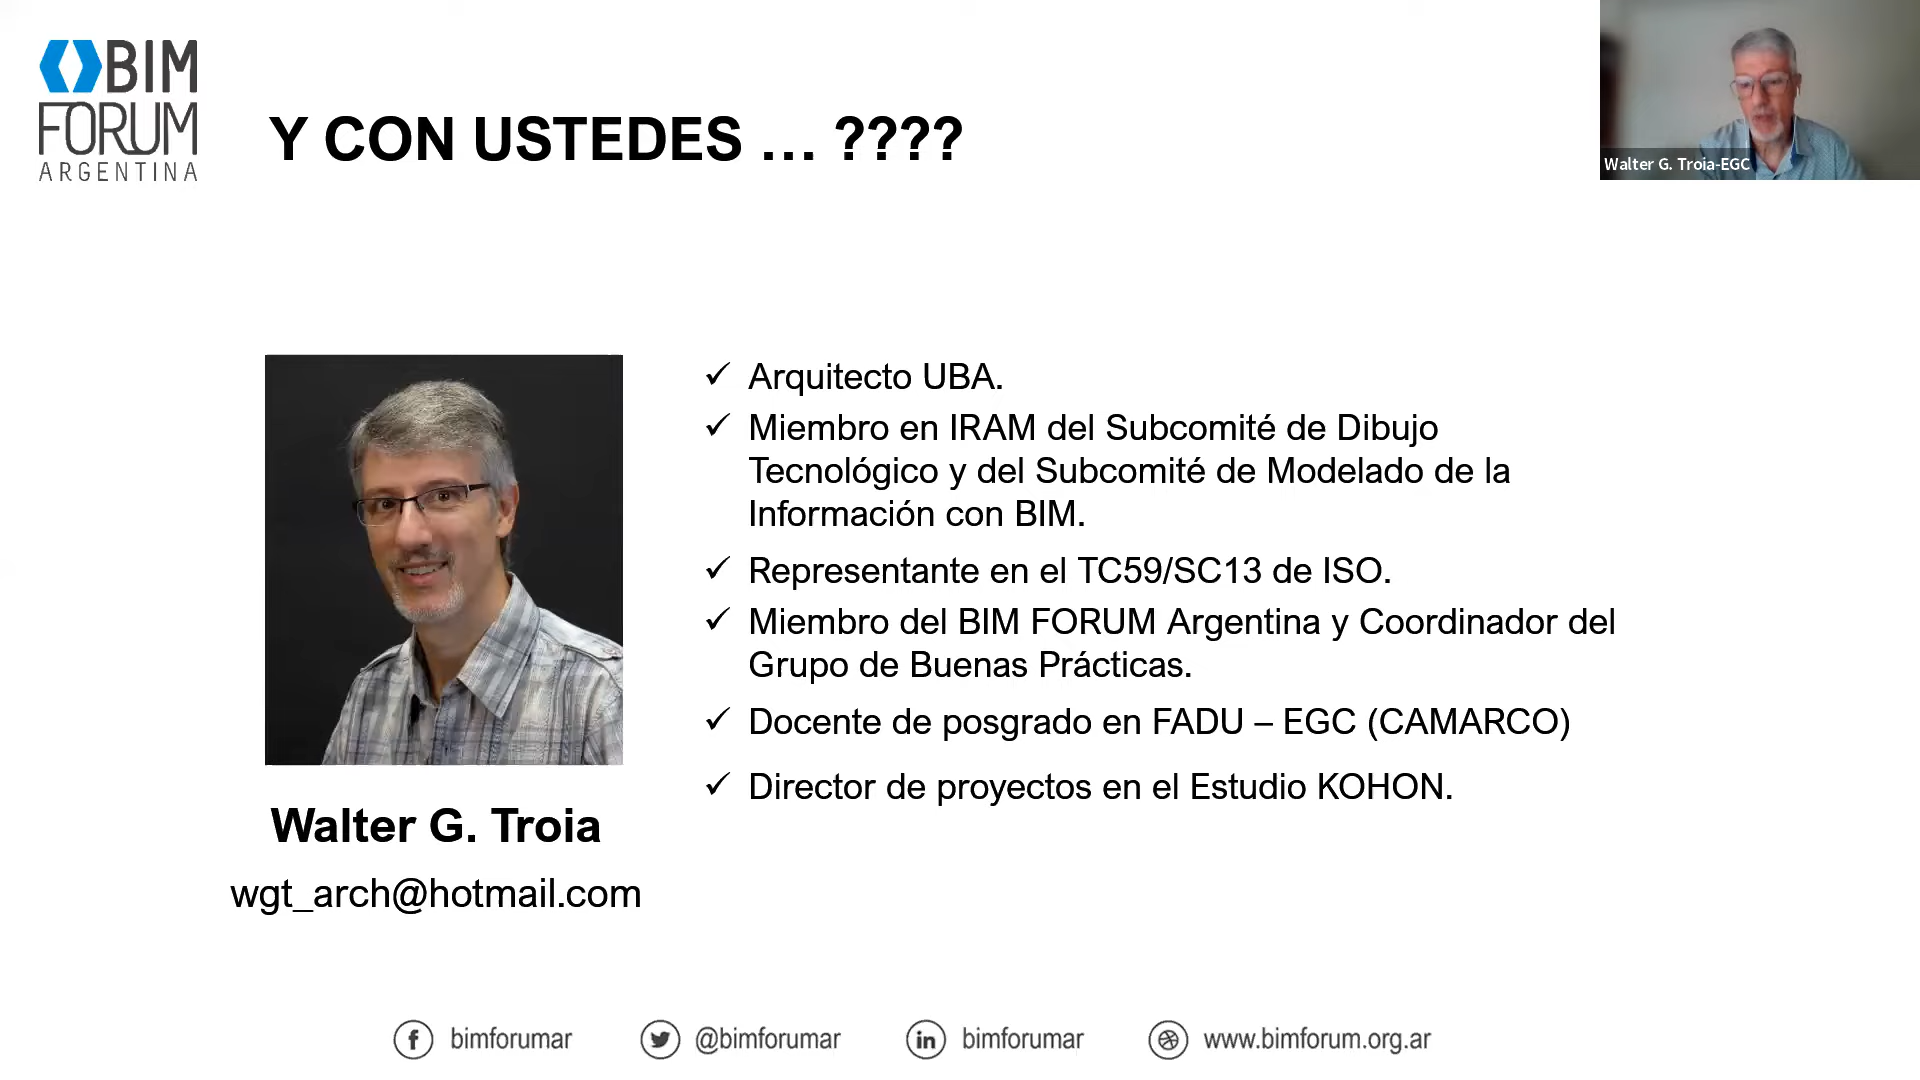 BIM
FORUM
ARGENTINA
Y CON USTEDES … ????
Walter G. Troia-EGC
✓ Arquitecto UBA.
✓ Miembro en IRAM del Subcomité de Dibujo
Tecnológico y del Subcomité de Modelado de la
Información con BIM.
✓ Representante en el TC59/SC13 de ISO.
✓ Miembro del BIM FORUM Argentina y Coordinador del
Grupo de Buenas Prácticas.
✓ Docente de posgrado en FADU – EGC (CAMARCO)
✓ Director de proyectos en el Estudio KOHON.
Walter G. Troia
wgt_arch@hotmail.com
bimforumar
@bimforumar
bimforumar
www.bimforum.org.ar